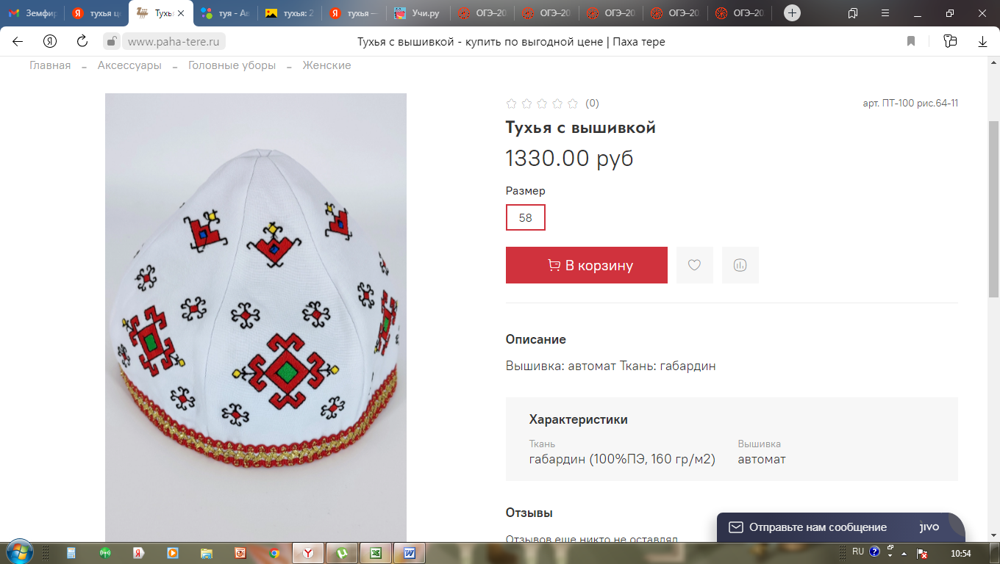 Земфир
тухья ц
Тухь
туя - Ав
тухья: 2
тухья —
Учи.ру
ОГЭ–20
ОГЭ–20
ОГЭ–20
ОГЭ–20
ОГЭ–20
www.paha-tere.ru
Тухья с вышивкой - купить по выгодной цене | Паха тере
Главная – Аксессуары – Головные уборы – Женские
(0)
арт. ПТ-100 рис.64-11
Тухья с вышивкой
1330.00 руб
Размер
58
В корзину
Описание
Вышивка: автомат Ткань: габардин
Характеристики
Ткань
габардин (100%ПЭ, 160 гр/м2)
Вышивка
автомат
Отзывы
Отзывов еще никто не оставлял
Отправьте нам сообщение
jivo
RU
10:54